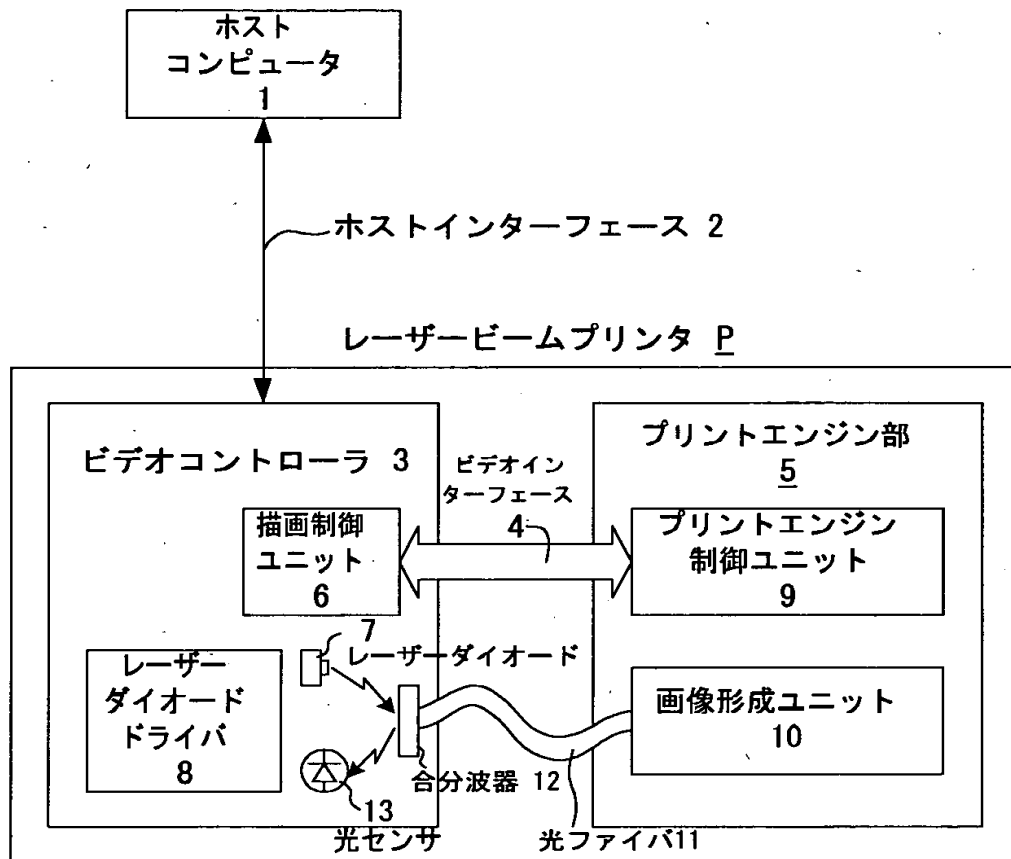 ホスト
コンピュータ
1
ホストインターフェース 2
レーザービームプリンタ P
ビデオコントローラ 3
ビデオイン
ターフェース
4
プリントエンジン部
5
描画制御
ユニット
6
プリントエンジン
制御ユニット
9
7
レーザーダイオード
レーザー
ダイオード
ドライバ
8
画像形成ユニット
10
合分波器 12
13
光センサ
光ファイバ11